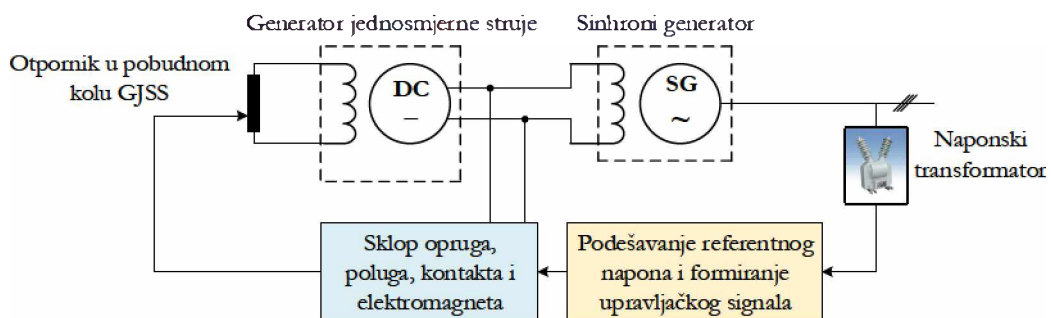 Generator jednosmjerne struje
Sinhroni generator
Otpornik u pobudnom
kolu GJSS
DC
–
SG
~
Naponski
transformator
Sklop opruga,
poluga, kontakta i
elektromagneta
Podešavanje referentnog
napona i formiranje
upravljačkog signala